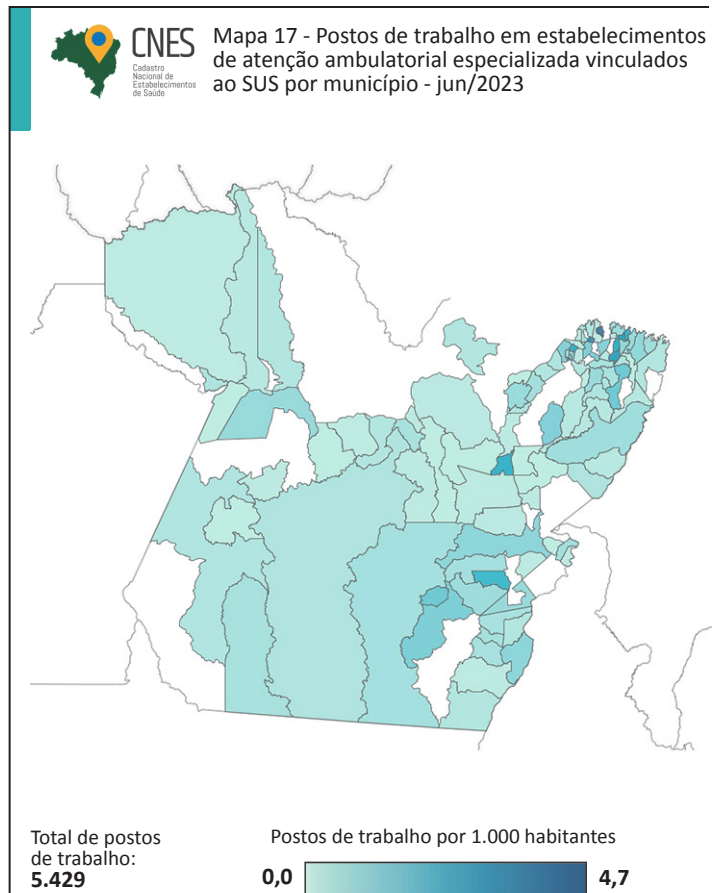 CNES
Cadastro
Nacional de
Estabelecimentos
de Saúde
Mapa 17 - Postos de trabalho em estabelecimentos
de atenção ambulatorial especializada vinculados
ao SUS por município - jun/2023
Total de postos
de trabalho:
5.429
Postos de trabalho por 1.000 habitantes
0,0
4,7